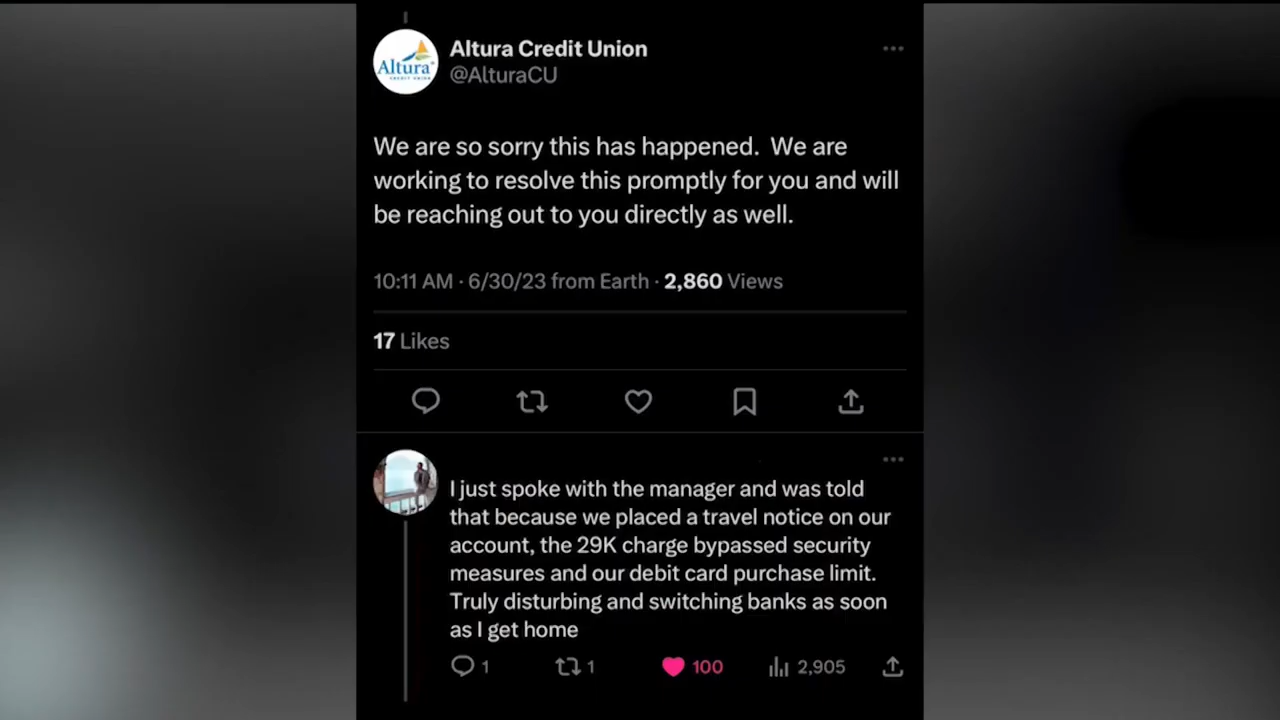 Altura Credit Union
@AlturaCU
Altura
CREDIT UNION
We are so sorry this has happened.  We are
working to resolve this promptly for you and will
be reaching out to you directly as well.
10:11 AM · 6/30/23 from Earth · 2,860 Views
17 Likes
I just spoke with the manager and was told
that because we placed a travel notice on our
account, the 29K charge bypassed security
measures and our debit card purchase limit.
Truly disturbing and switching banks as soon
as I get home
1 1 100 2,905